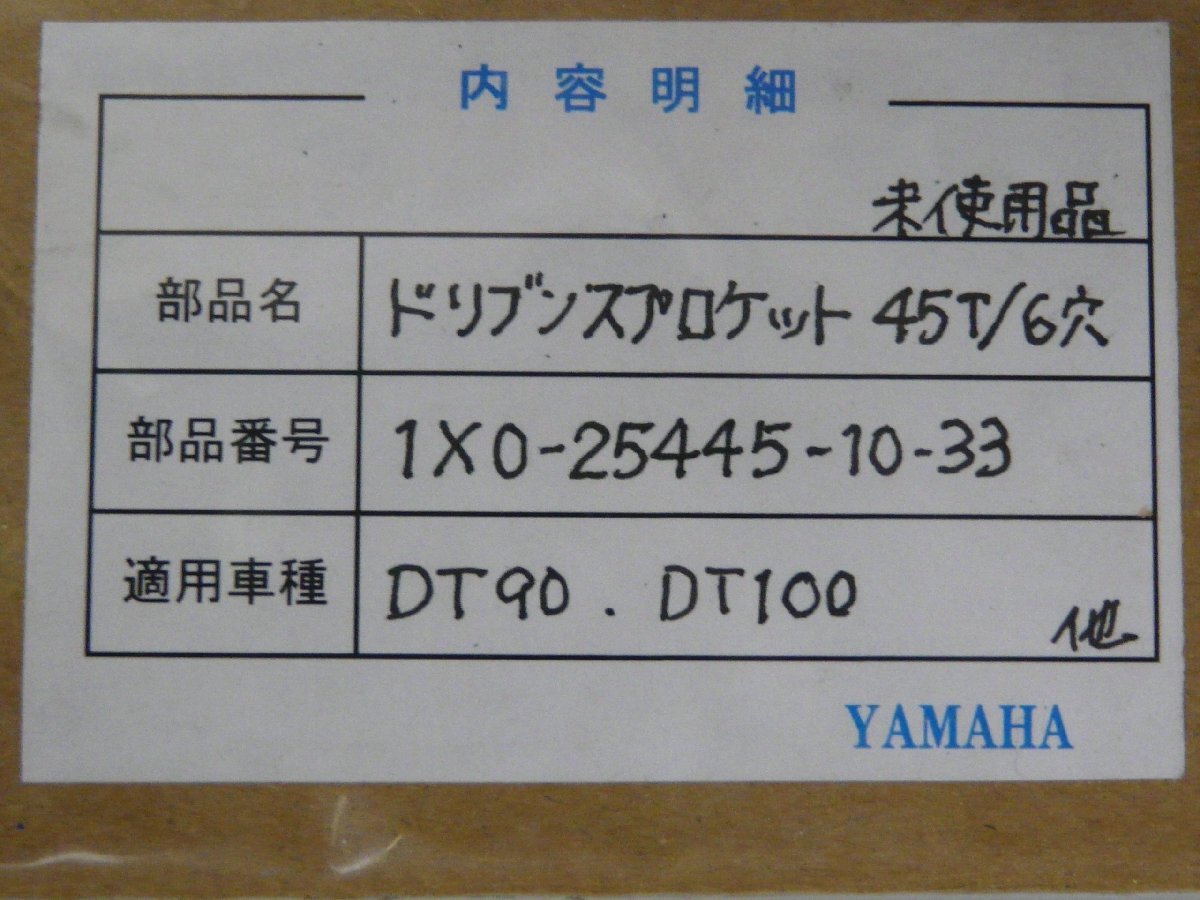 内容明細
未使用品
部品名 ドリブンスプロケット 45T/6穴
部品番号 1X0-25445-10-33
適用車種 DT90 . DT100 他
YAMAHA